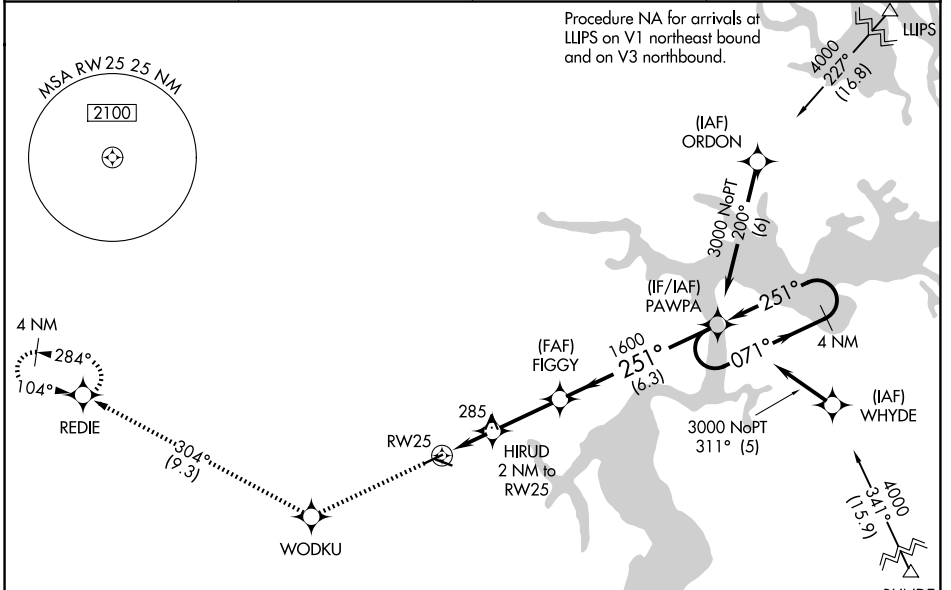 Procedure NA for arrivals at
LLIPS on V1 northeast bound
and on V3 northbound.
LLIPS
4000
227°
(16.8)
MSA RW25 25 NM
2100
(IAF)
ORDON
3000 NoPT
200°
(6)
(IF/IAF)
PAWPA
251°
071°
4 NM
4 NM
284°
104°
REDIE
(FAF)
FIGGY
1600
251°
(6.3)
285
RW25
HIRUD
2 NM to
RW25
(IAF)
WHYDE
3000 NoPT
311° (5)
304°
(9.3)
WODKU
4000
341°
(15.9)